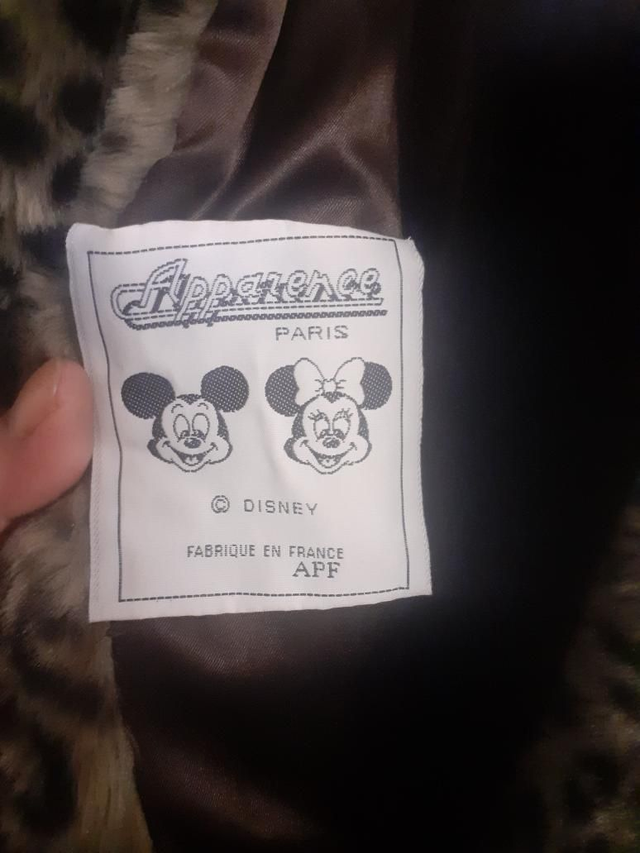 Apparence
PARIS
© DISNEY
FABRIQUE EN FRANCE
APF